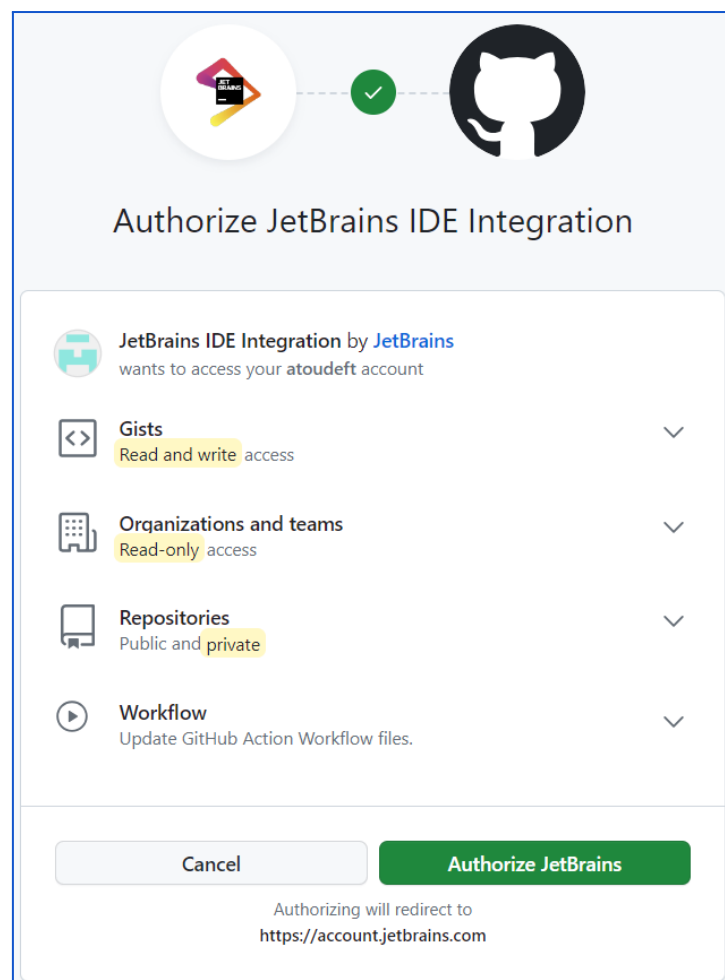 JET
BRAINS
Authorize JetBrains IDE Integration
JetBrains IDE Integration by JetBrains
wants to access your atoudeft account
Gists
Read and write access
Organizations and teams
Read-only access
Repositories
Public and private
Workflow
Update GitHub Action Workflow files.
Cancel
Authorize JetBrains
Authorizing will redirect to
https://account.jetbrains.com